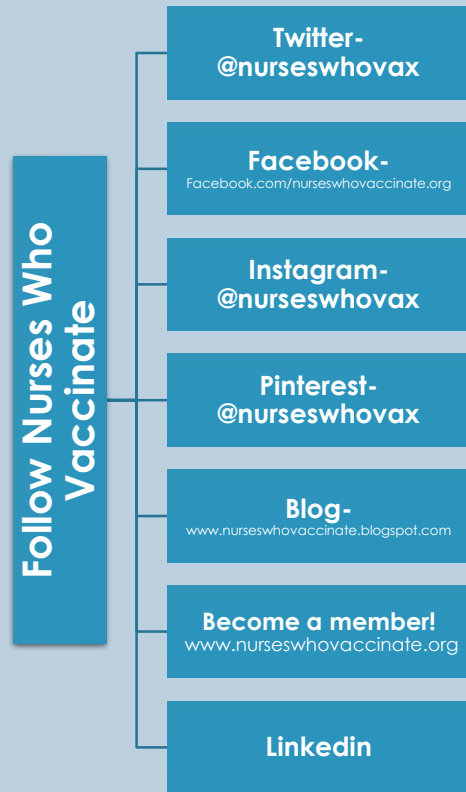 Follow Nurses Who
Vaccinate
Twitter-
@nurseswhovax
Facebook-
Facebook.com/nurseswhovaccinate.org
Instagram-
@nurseswhovax
Pinterest-
@nurseswhovax
Blog-
www.nurseswhovaccinate.blogspot.com
Become a member!
www.nurseswhovaccinate.org
Linkedin